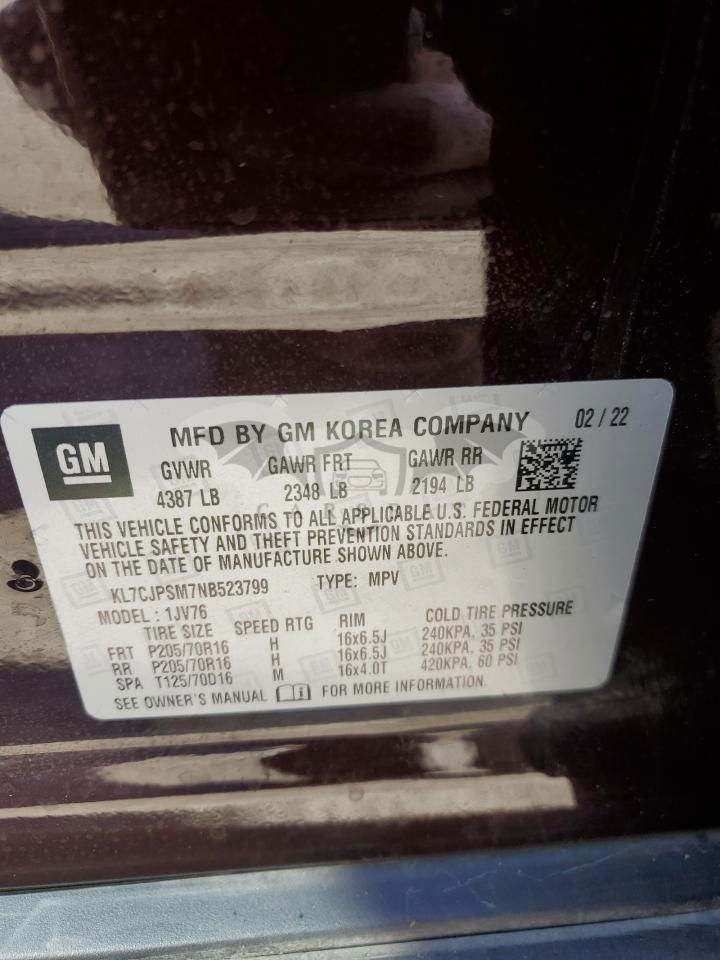 GM
MFD BY GM KOREA COMPANY 02 / 22
GVWR GAWR FRT GAWR RR
4387 LB 2348 LB 2194 LB
THIS VEHICLE CONFORMS TO ALL APPLICABLE U.S. FEDERAL MOTOR
VEHICLE SAFETY AND THEFT PREVENTION STANDARDS IN EFFECT
ON THE DATE OF MANUFACTURE SHOWN ABOVE.
KL7CJPSM7NB523799 TYPE: MPV
MODEL : 1JV76
TIRE SIZE SPEED RTG RIM COLD TIRE PRESSURE
FRT P205/70R16 H 16x6.5J 240KPA, 35 PSI
RR P205/70R16 H 16x6.5J 240KPA, 35 PSI
SPA T125/70D16 M 16x4.0T 420KPA, 60 PSI
SEE OWNER'S MANUAL FOR MORE INFORMATION.